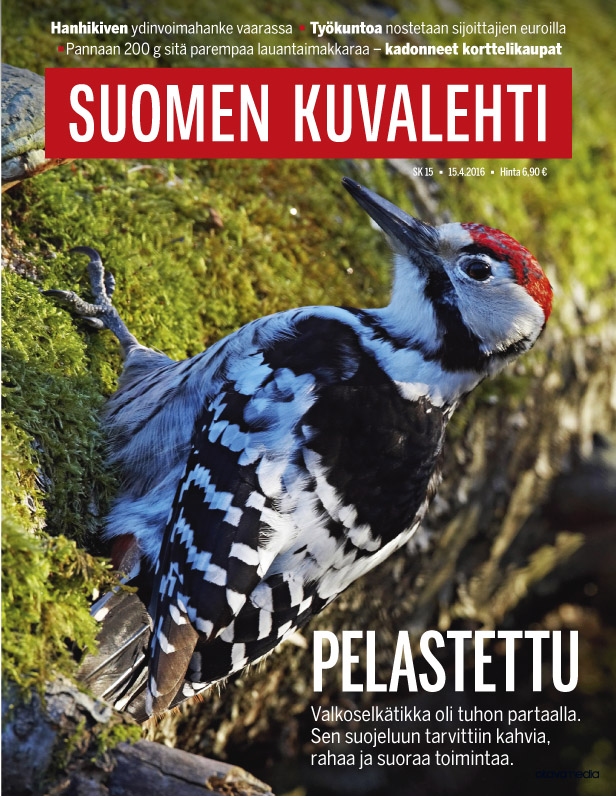 Hanhikiven ydinvoimahanke vaarassa • Työkuntoa nostetaan sijoittajien euroilla
• Pannaan 200 g sitä parempaa lauantaimakkaraa – kadonneet korttelikaupat
SUOMEN KUVALEHTI
SK 15 • 15.4.2016 • Hinta 6,90 €
PELASTETTU
Valkoselkätikka oli tuhon partaalla.
Sen suojeluun tarvittiin kahvia,
rahaa ja suoraa toimintaa.